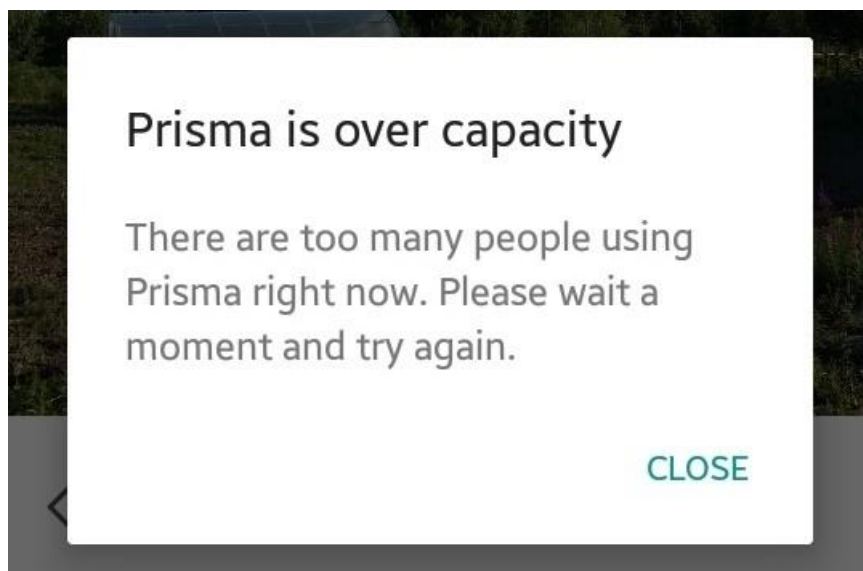 Prisma is over capacity
There are too many people using
Prisma right now. Please wait a
moment and try again.
CLOSE